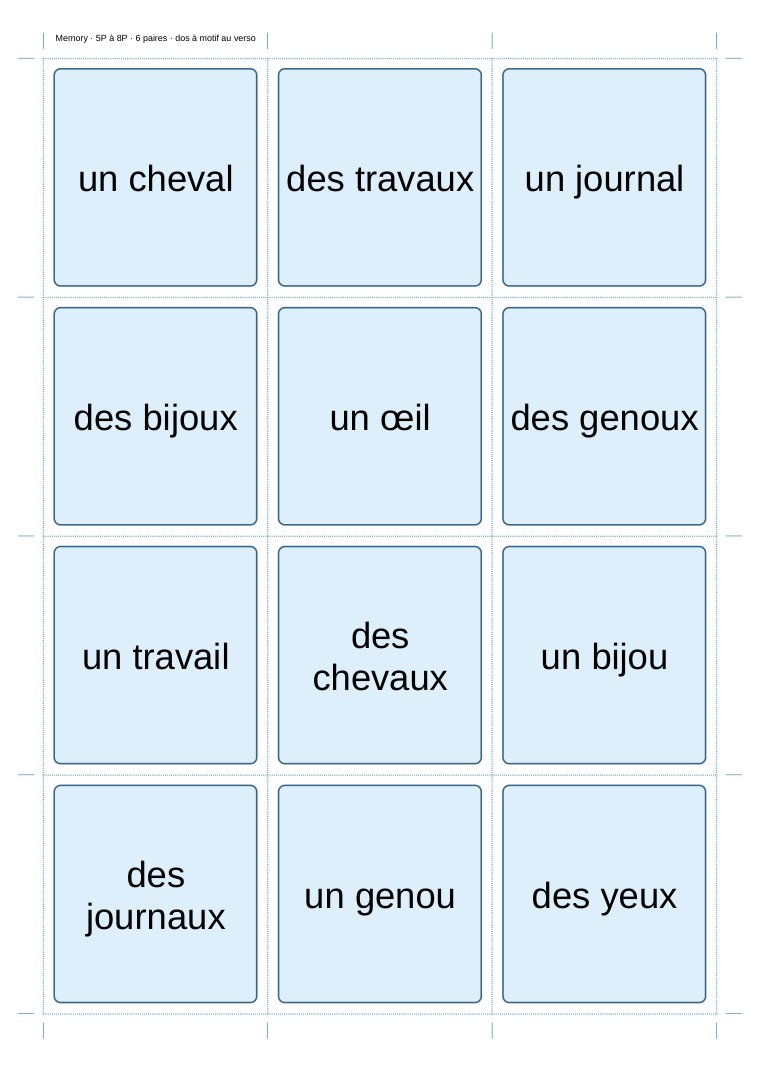 Memory · 5P à 8P · 6 paires · dos à motif au verso
un cheval
des travaux
un journal
des bijoux
un œil
des genoux
un travail
des
chevaux
un bijou
des
journaux
un genou
des yeux